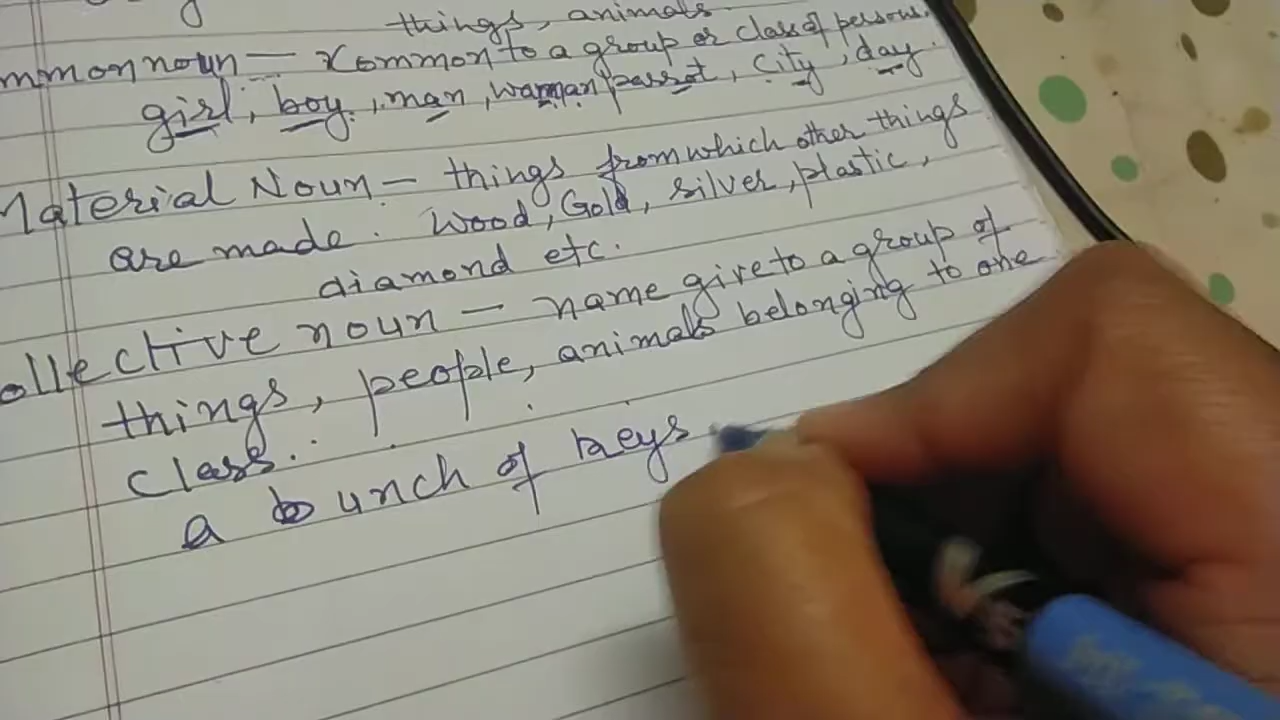 things, animals.
mmon noun — Common to a group or class of persons.
girl, boy, man, woman parrot, city, day.
Material Noun — things from which other things
are made. Wood, Gold, silver, plastic,
diamond etc.
ollective noun — name give to a group of
things, people, animals belonging to one
class.
a bunch of keys